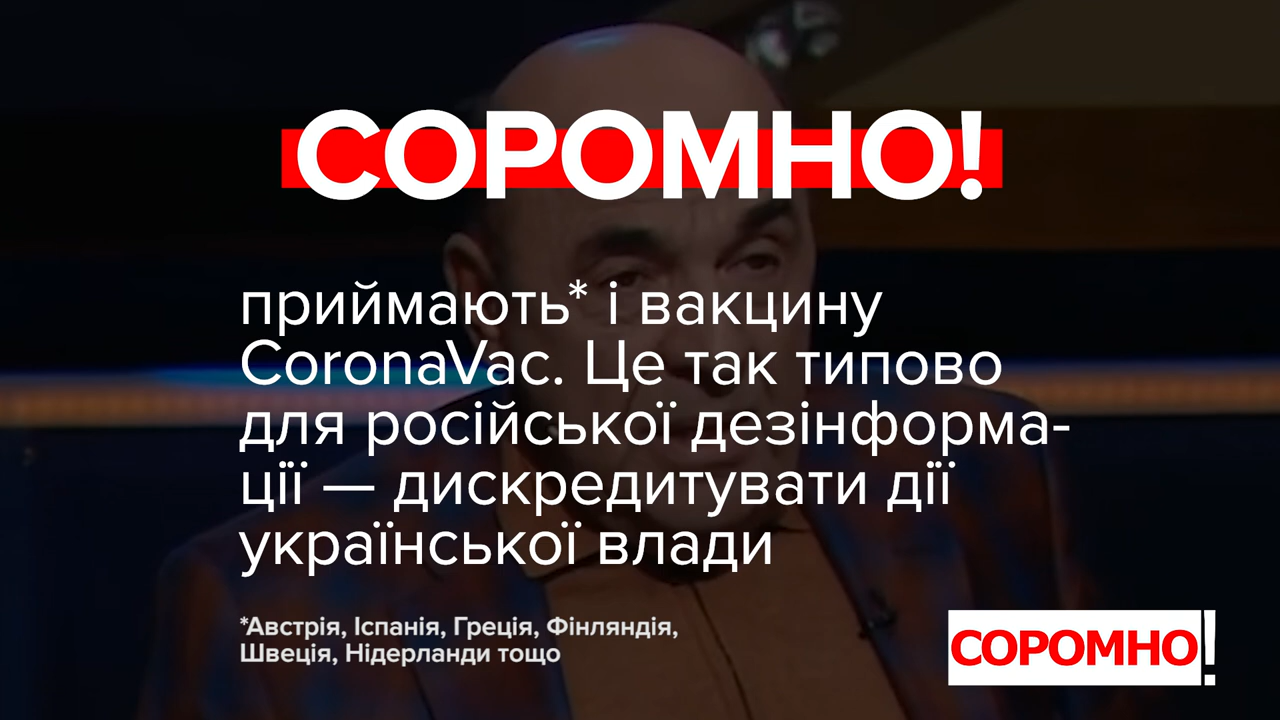 СОРОМНО!
приймають* і вакцину
CoronaVac. Це так типово
для російської дезінформа-
ції — дискредитувати дії
української влади
*Австрія, Іспанія, Греція, Фінляндія,
Швеція, Нідерланди тощо
СОРОМНО!